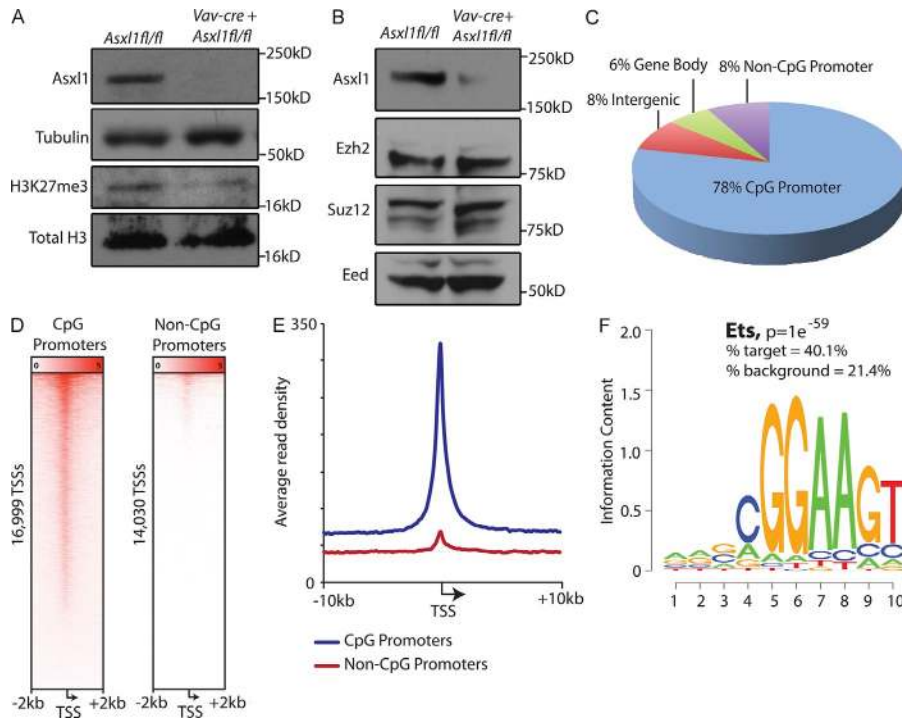 A
Asxl1fl/fl
Vav-cre +
Asxl1fl/fl
250kD
Asxl1
150kD
Tubulin
50kD
H3K27me3
16kD
Total H3
16kD
B
Asxl1fl/fl
Vav-cre+
Asxl1fl/fl
250kD
Asxl1
150kD
Ezh2
75kD
Suz12
75kD
Eed
50kD
C
6% Gene Body
8% Non-CpG Promoter
8% Intergenic
78% CpG Promoter
D
CpG
Promoters
Non-CpG
Promoters
0 5
0 5
16,999 TSSs
14,030 TSSs
-2kb TSS +2kb
-2kb TSS +2kb
E
350
Average read density
0
-10kb TSS +10kb
CpG Promoters
Non-CpG Promoters
F
Ets, p=1e-59
% target = 40.1%
% background = 21.4%
2.0
1.5
1.0
0.5
0
Information Content
CGGAAGT
1 2 3 4 5 6 7 8 9 10